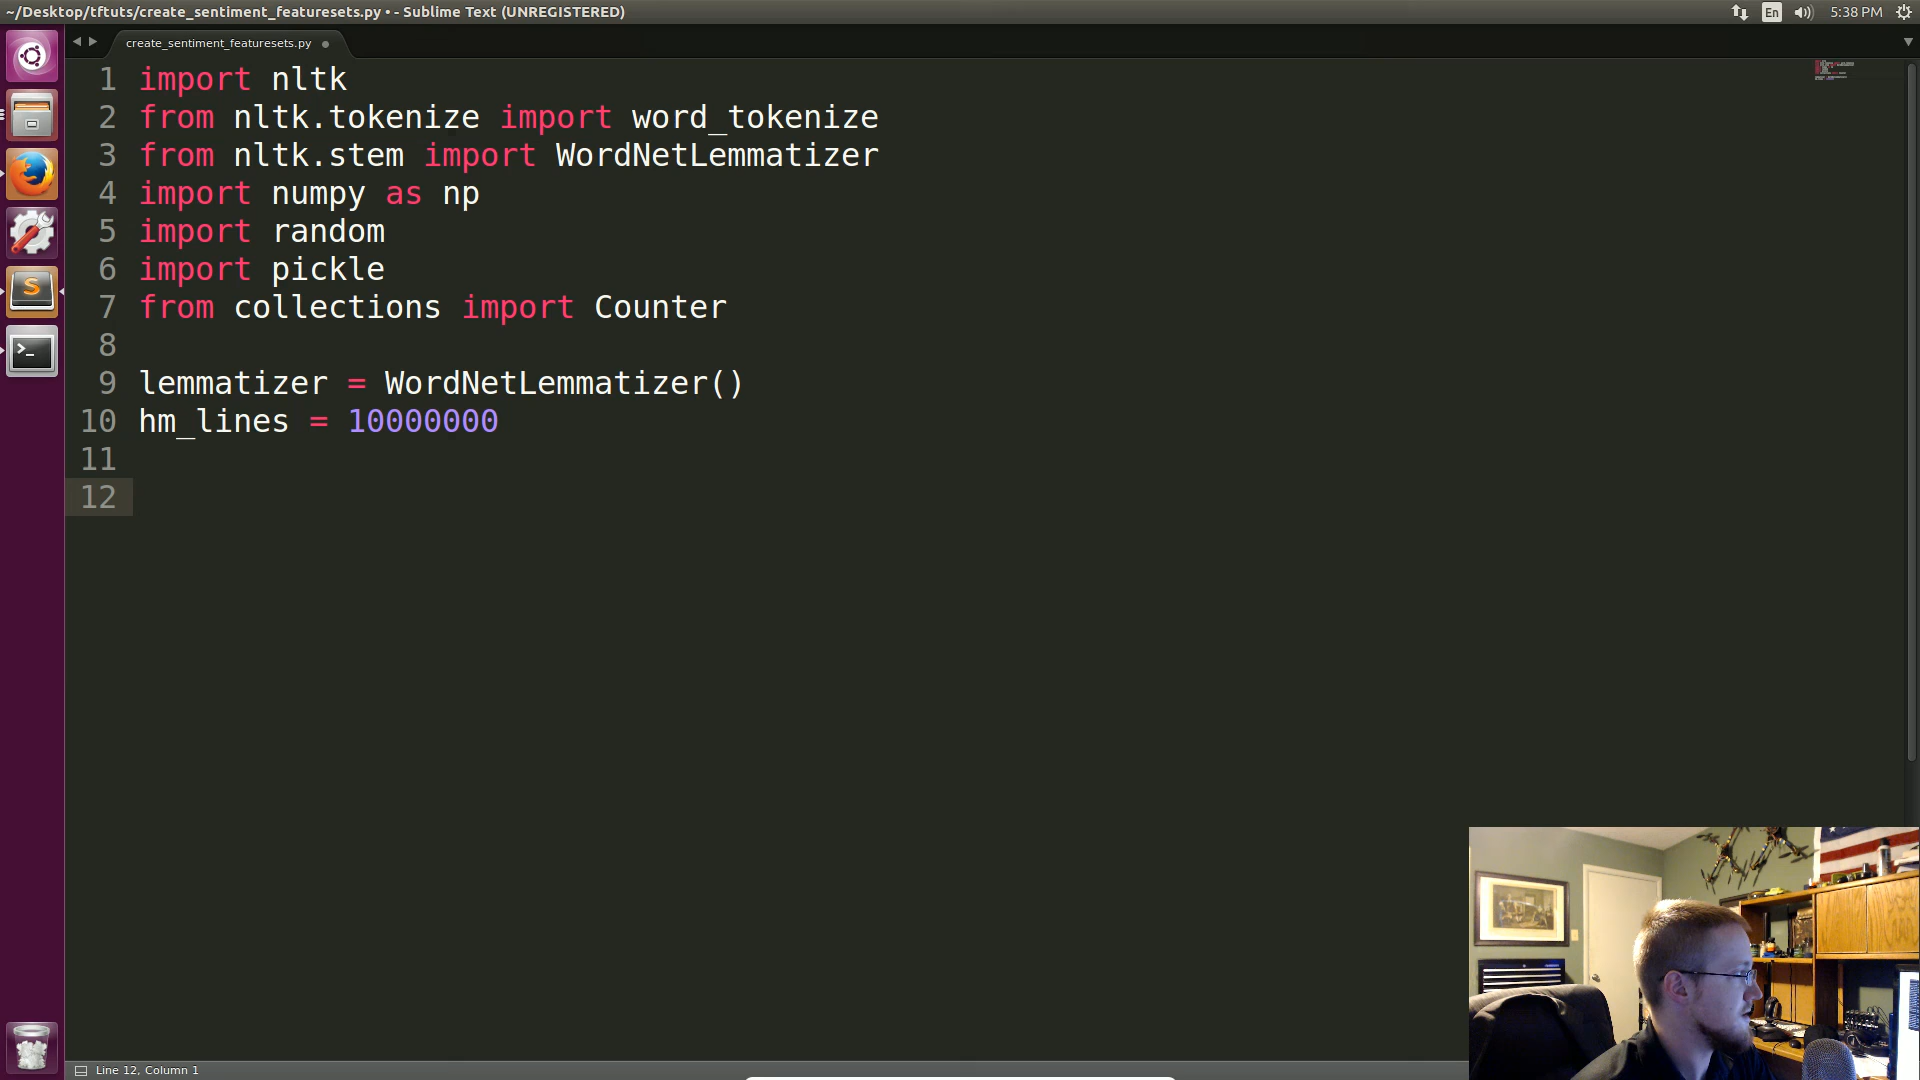 ~/Desktop/tftuts/create_sentiment_featuresets.py • - Sublime Text (UNREGISTERED)
En
5:38 PM
create_sentiment_featuresets.py
1 import nltk
2 from nltk.tokenize import word_tokenize
3 from nltk.stem import WordNetLemmatizer
4 import numpy as np
5 import random
6 import pickle
7 from collections import Counter
8
9 lemmatizer = WordNetLemmatizer()
10 hm_lines = 10000000
11
12
Line 12, Column 1